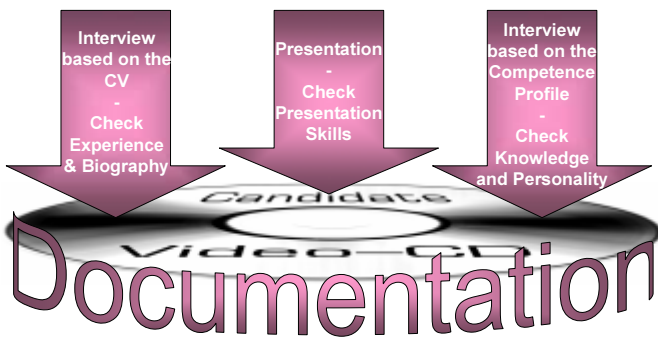 Interview
based on the
CV
-
Check
Experience
& Biography
Presentation
-
Check
Presentation
Skills
Interview
based on the
Competence
Profile
-
Check
Knowledge
and Personality
Candidate
Video-CD
Documentation